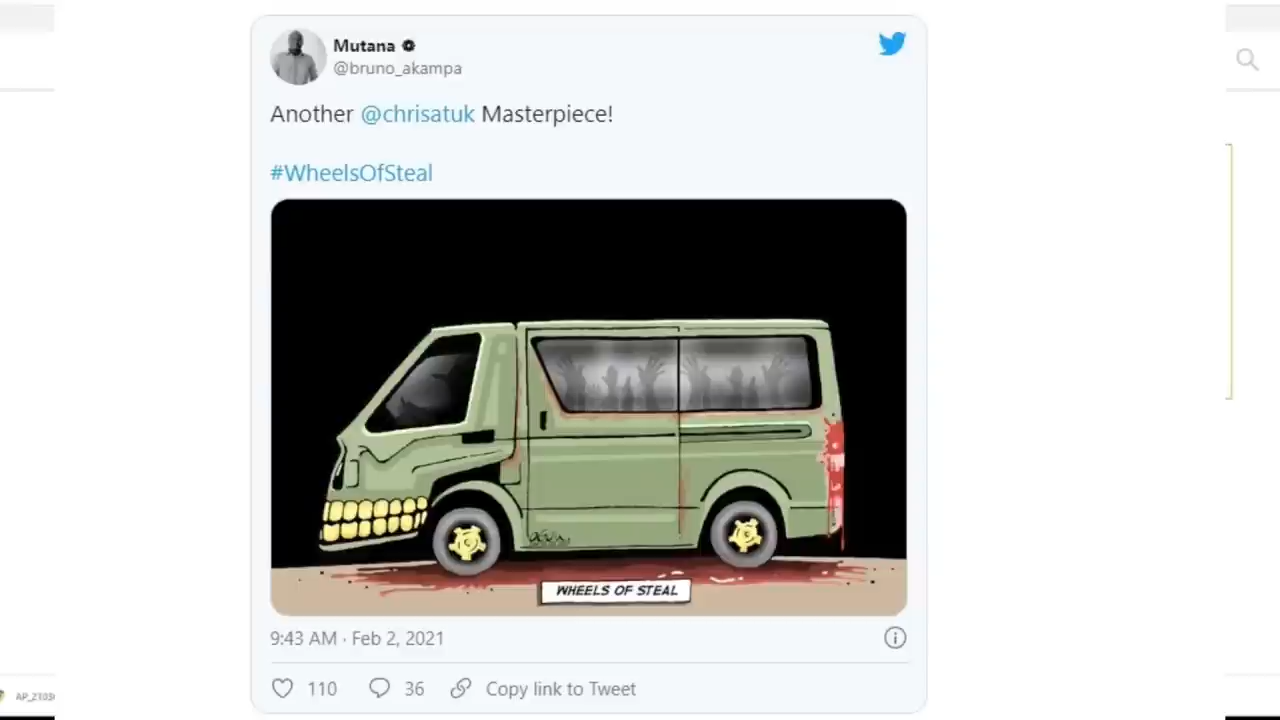 Mutana
@bruno_akampa
Another @chrisatuk Masterpiece!
#WheelsOfSteal
WHEELS OF STEAL
9:43 AM · Feb 2, 2021
110
36
Copy link to Tweet